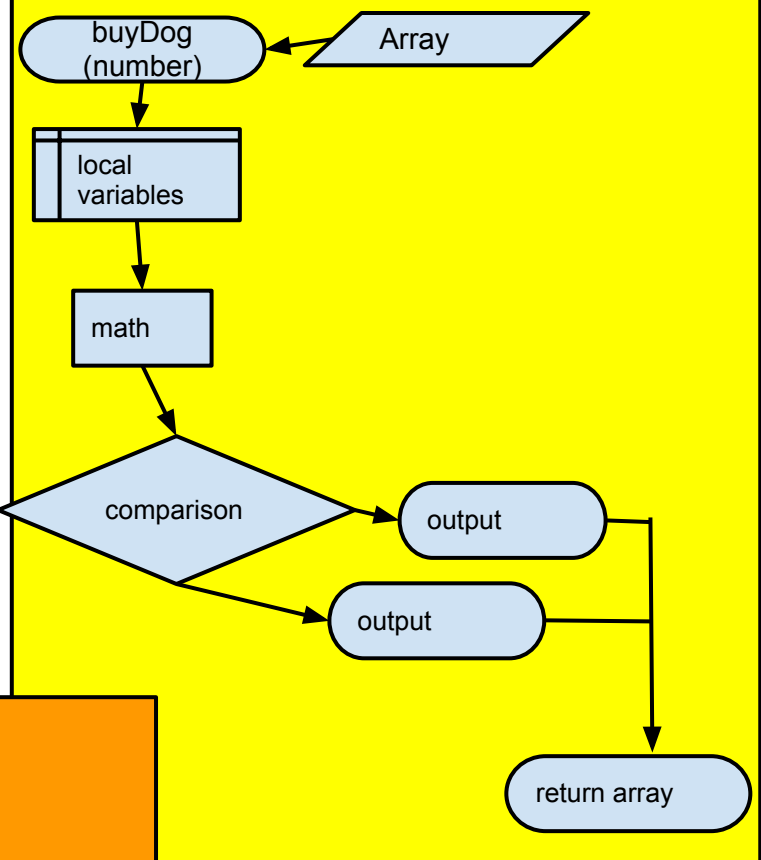 buyDog
(number)
Array
local
variables
math
comparison
output
output
return array